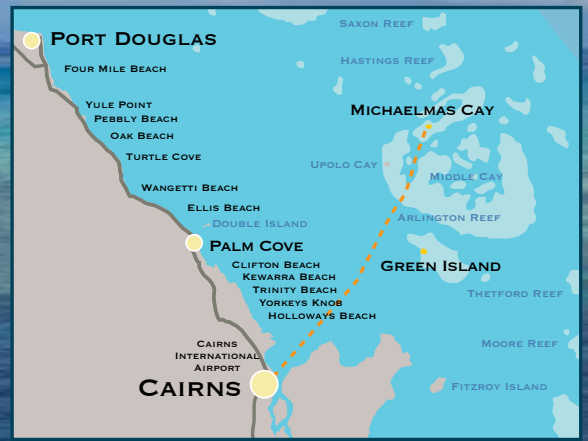 Saxon Reef
Port Douglas
Hastings Reef
Four Mile Beach
Yule Point
Michaelmas Cay
Pebbly Beach
Oak Beach
Turtle Cove
Upolo Cay
Middle Cay
Wangetti Beach
Ellis Beach
Arlington Reef
Double Island
Palm Cove
Clifton Beach
Green Island
Kewarra Beach
Trinity Beach
Thetford Reef
Yorkeys Knob
Holloways Beach
Cairns
International
Airport
Moore Reef
Cairns
Fitzroy Island